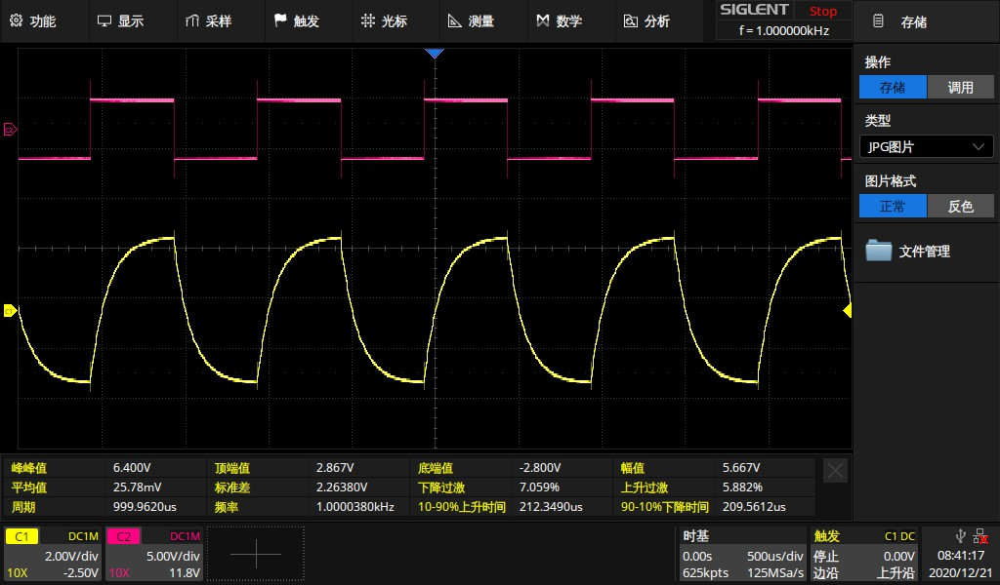 功能 显示 采样 触发 光标 测量 数学 分析 SIGLENT Stop 存储
f = 1.000000kHz
操作
存储 调用
类型
JPG图片
图片格式
正常 反色
文件管理
C2
C1
峰峰值 6.400V 顶端值 2.867V 底端值 -2.800V 幅值 5.667V
平均值 25.78mV 标准差 2.26380V 下降过激 7.059% 上升过激 5.882%
周期 999.9620us 频率 1.0000380kHz 10-90%上升时间 212.3490us 90-10%下降时间 209.5612us
C1 DC1M C2 DC1M 时基 触发 C1 DC
2.00V/div 5.00V/div 0.00s 500us/div 停止 0.00V 08:41:17
10X -2.50V 10X 11.8V 625kpts 125MSa/s 边沿 上升沿 2020/12/21